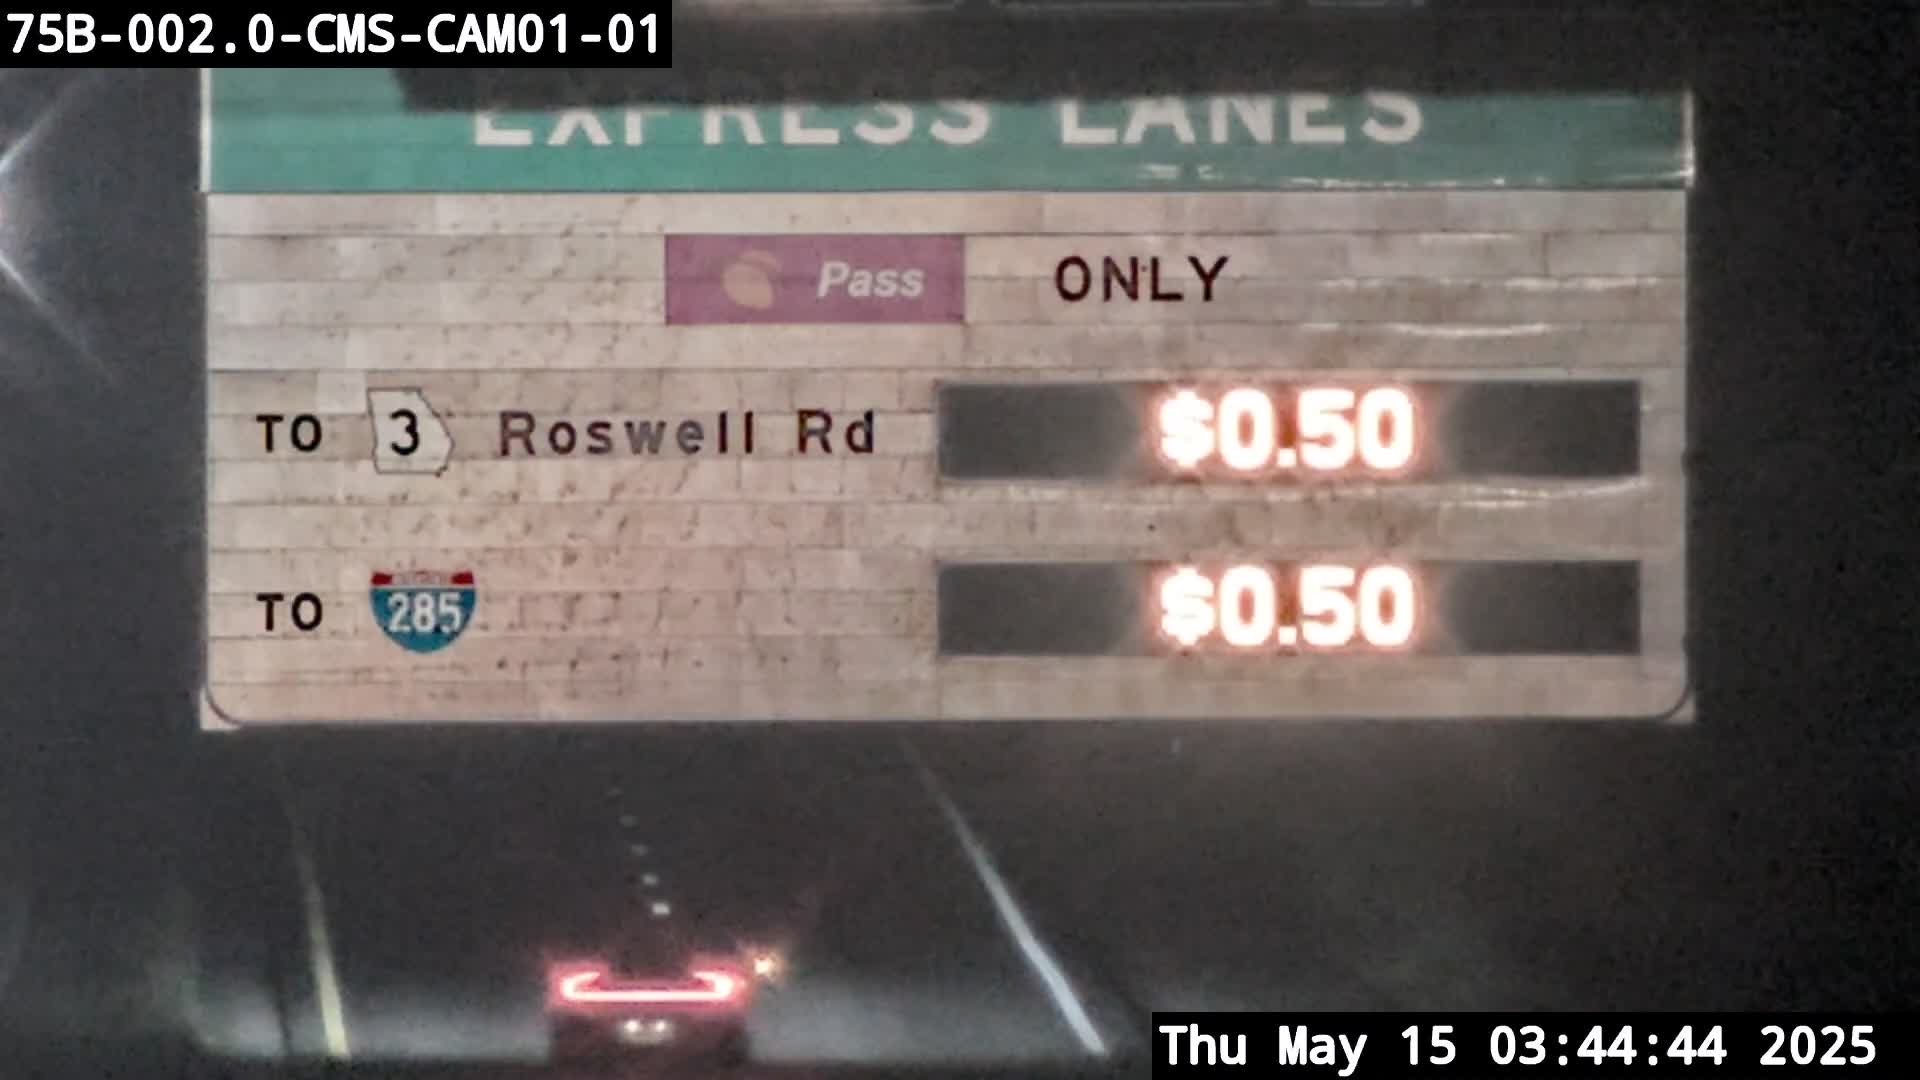 75B-002.0-CMS-CAM01-01
EXPRESS LANES
Pass ONLY
TO 3 Roswell Rd $0.50
TO 285 $0.50
Thu May 15 03:44:44 2025